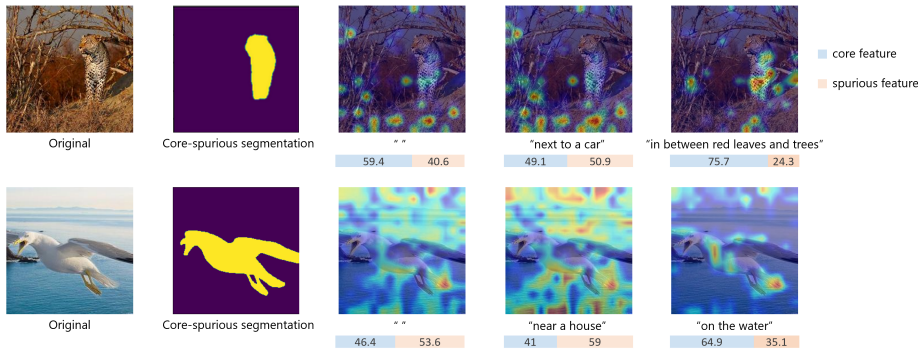 core feature
spurious feature
Original
Core-spurious segmentation
“ ”
“next to a car”
“in between red leaves and trees”
59.4
40.6
49.1
50.9
75.7
24.3
Original
Core-spurious segmentation
“ ”
“near a house”
“on the water”
46.4
53.6
41
59
64.9
35.1